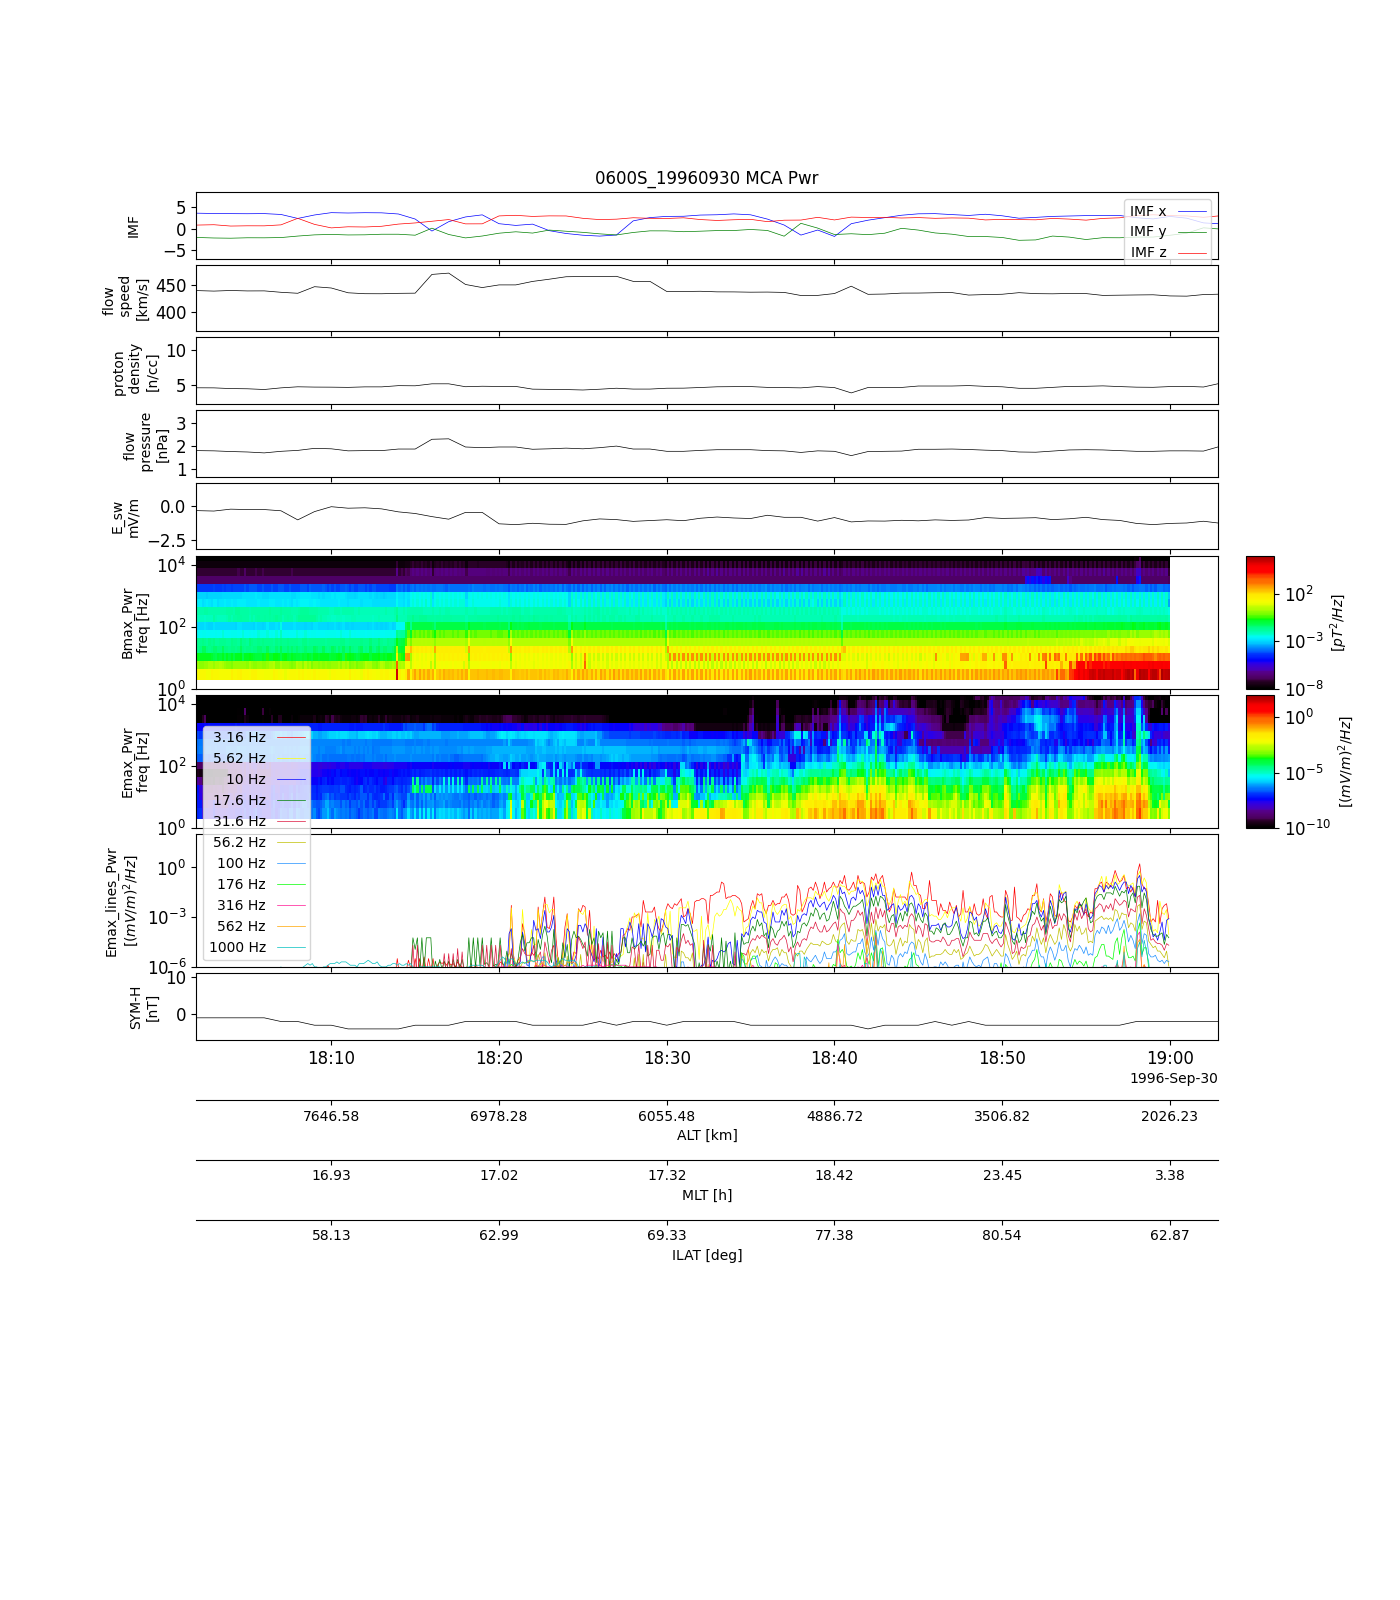 0600S_19960930 MCA Pwr
IMF
5
0
−5
IMF x
IMF y
IMF z
flow
speed
[km/s]
450
400
proton
density
[n/cc]
10
5
flow
pressure
[nPa]
3
2
1
E_sw
mV/m
0.0
−2.5
Bmax_Pwr
freq [Hz]
10^4
10^2
10^0
10^2
10^−3
10^−8
[pT^2/Hz]
Emax_Pwr
freq [Hz]
10^4
10^2
10^0
10^0
10^−5
10^−10
[(mV/m)^2/Hz]
3.16 Hz
5.62 Hz
10 Hz
17.6 Hz
31.6 Hz
56.2 Hz
100 Hz
176 Hz
316 Hz
562 Hz
1000 Hz
Emax_lines_Pwr
[(mV/m)^2/Hz]
10^0
10^−3
10^−6
SYM-H
[nT]
10
0
18:10 18:20 18:30 18:40 18:50 19:00
1996-Sep-30
7646.58 6978.28 6055.48 4886.72 3506.82 2026.23
ALT [km]
16.93 17.02 17.32 18.42 23.45 3.38
MLT [h]
58.13 62.99 69.33 77.38 80.54 62.87
ILAT [deg]